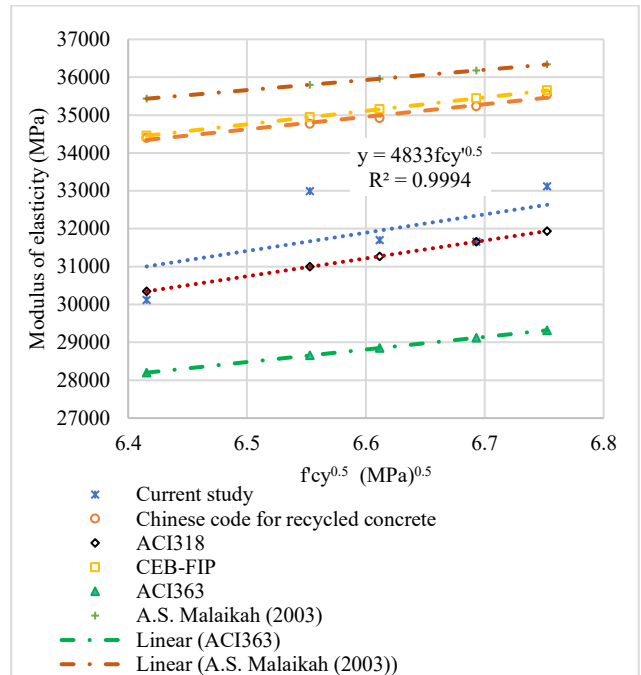 37000
36000
35000
34000
33000
32000
31000
30000
29000
28000
27000
Modulus of elasticity (MPa)
y = 4833fcy'^0.5
R² = 0.9994
6.4 6.5 6.6 6.7 6.8
f'cy^0.5 (MPa)^0.5
Current study
Chinese code for recycled concrete
ACI318
CEB-FIP
ACI363
A.S. Malaikah (2003)
Linear (ACI363)
Linear (A.S. Malaikah (2003))